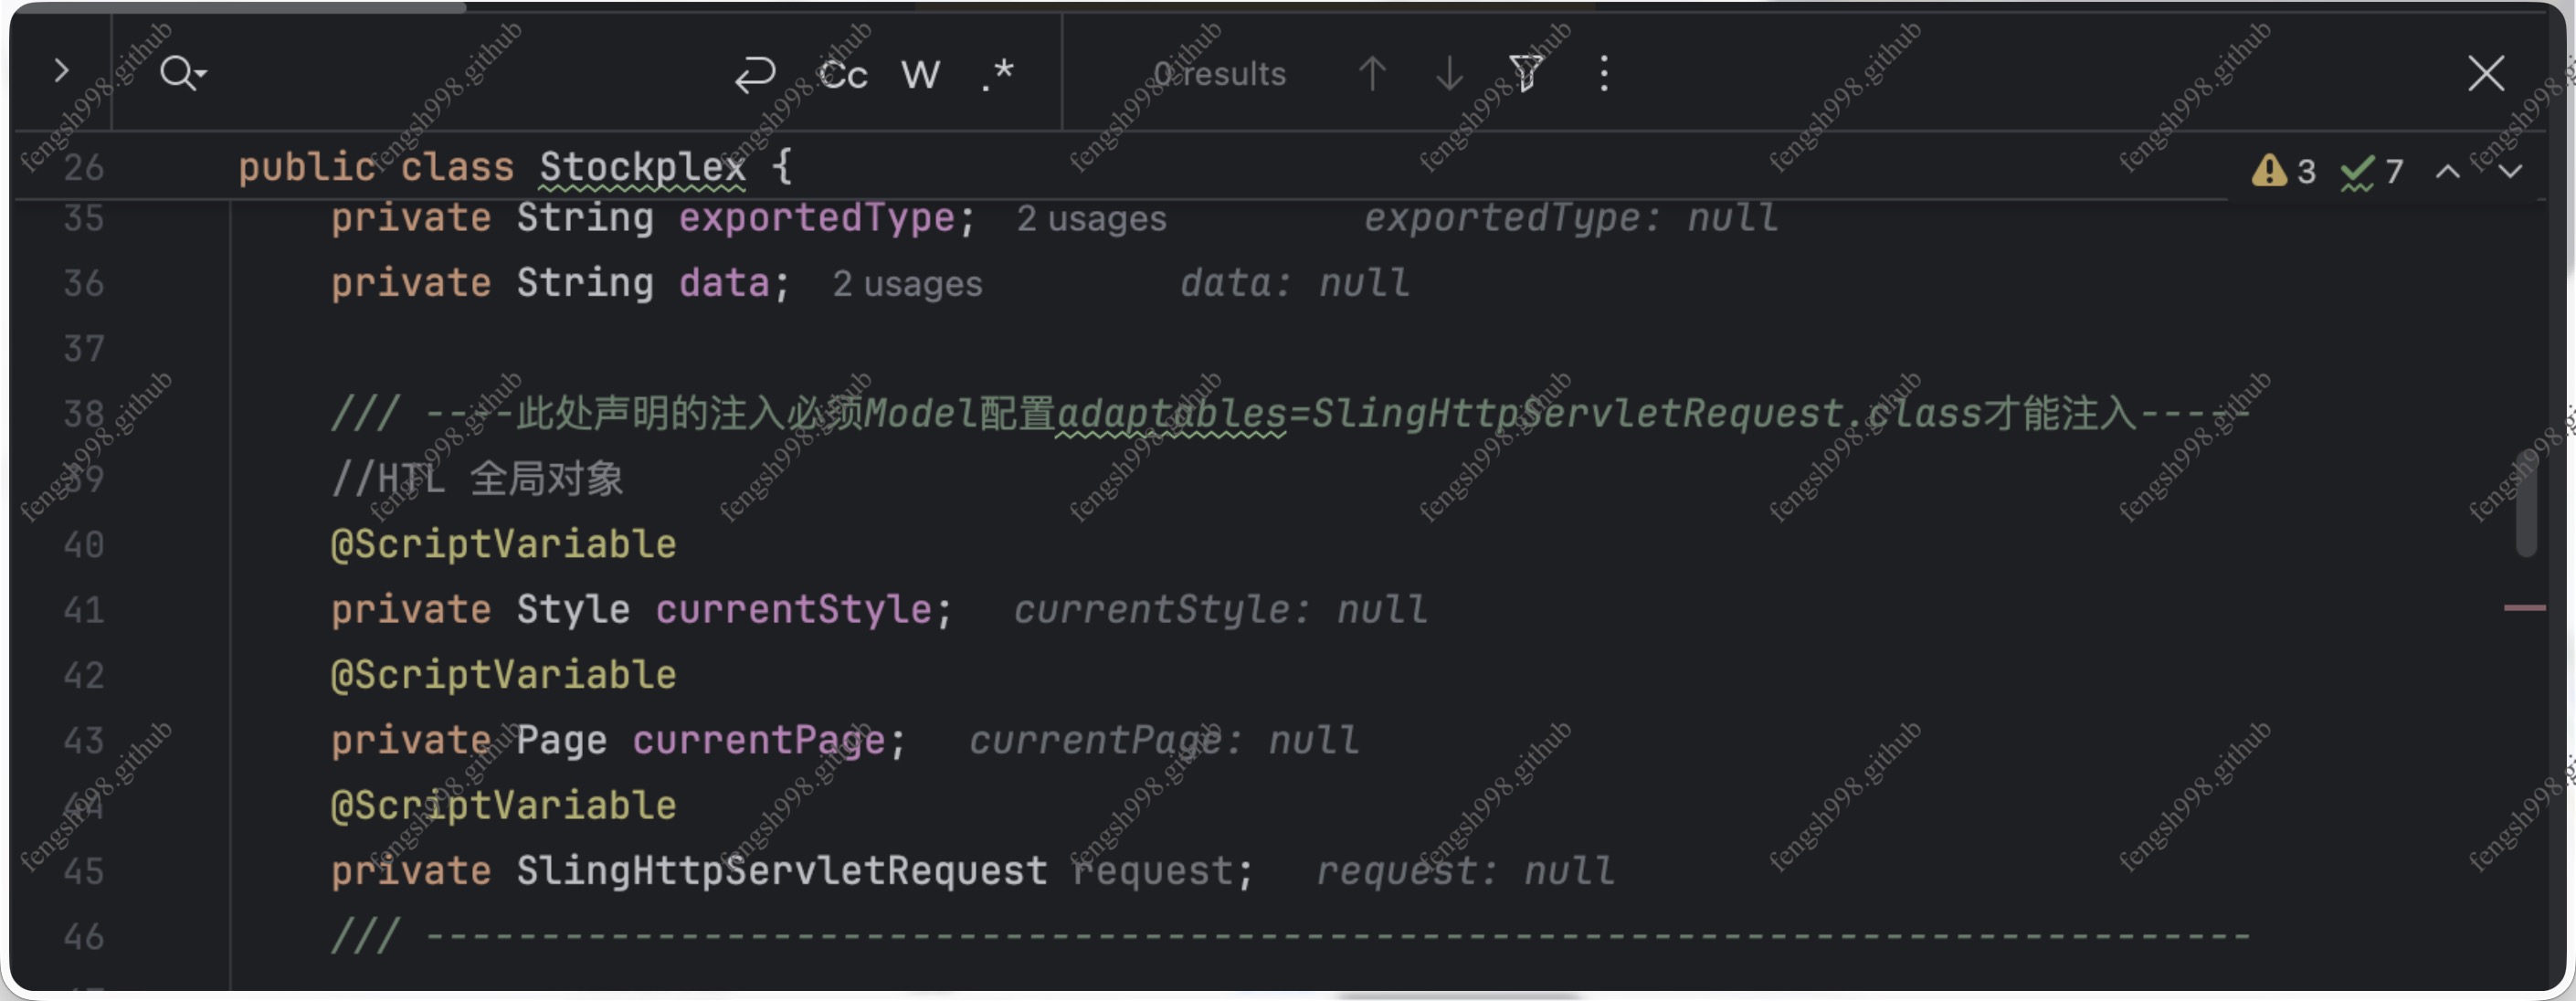 Cc W .* 0 results
26 public class Stockplex { 3 7
35 private String exportedType; 2 usages exportedType: null
36 private String data; 2 usages data: null
37
38 /// ----此处声明的注入必须Model配置adaptables=SlingHttpServletRequest.class才能注入-----
39 //HTL 全局对象
40 @ScriptVariable
41 private Style currentStyle; currentStyle: null
42 @ScriptVariable
43 private Page currentPage; currentPage: null
44 @ScriptVariable
45 private SlingHttpServletRequest request; request: null
46 /// --------------------------------------------------------------------------------
fengsh998.github